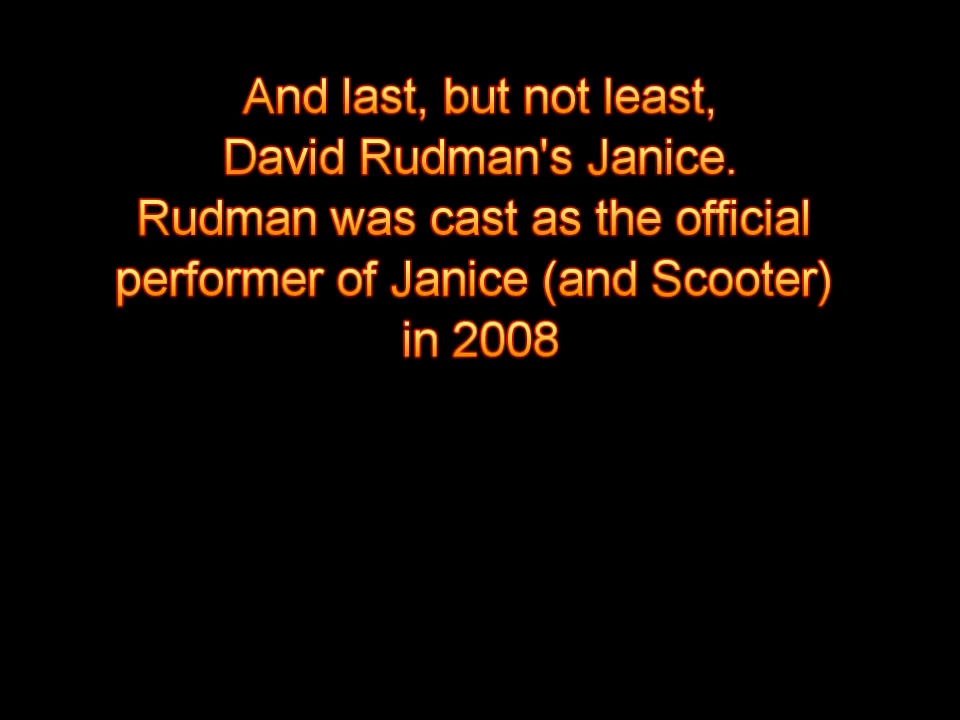 And last, but not least,
David Rudman's Janice.
Rudman was cast as the official
performer of Janice (and Scooter)
in 2008